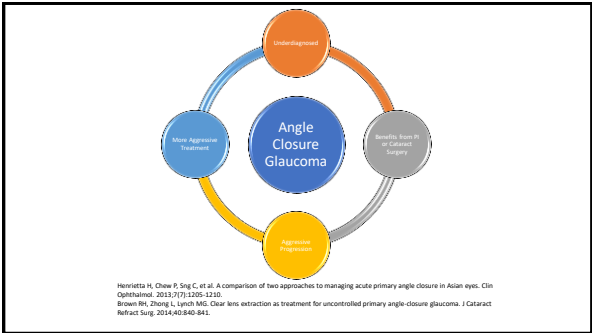 Underdiagnosed
More Aggressive
Treatment
Angle
Closure
Glaucoma
Benefits from PI
or Cataract
Surgery
Aggressive
Progression
Henrietta H, Chew P, Sng C, et al. A comparison of two approaches to managing acute primary angle closure in Asian eyes. Clin
Ophthalmol. 2013;7(7):1205-1210.
Brown RH, Zhong L, Lynch MG. Clear lens extraction as treatment for uncontrolled primary angle-closure glaucoma. J Cataract
Refract Surg. 2014;40:840-841.